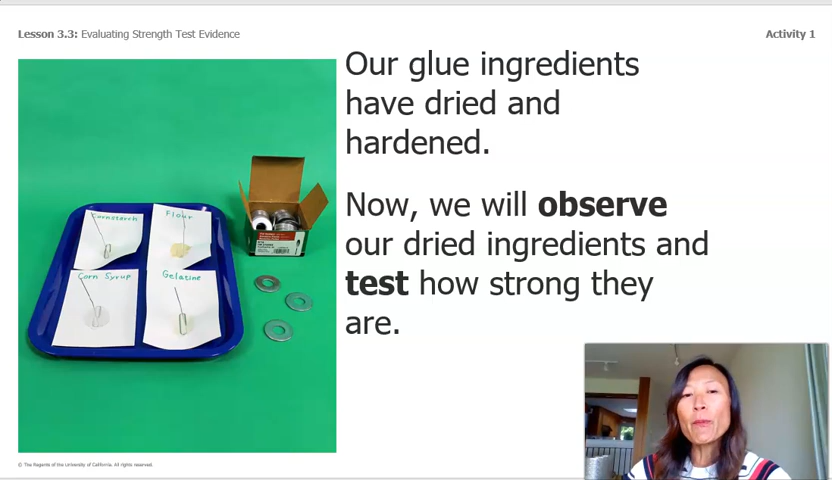 Lesson 3.3: Evaluating Strength Test Evidence
Activity 1
Our glue ingredients
have dried and
hardened.
Now, we will observe
our dried ingredients and
test how strong they
are.
Cornstarch
Flour
Corn Syrup
Gelatine
© The Regents of the University of California. All rights reserved.